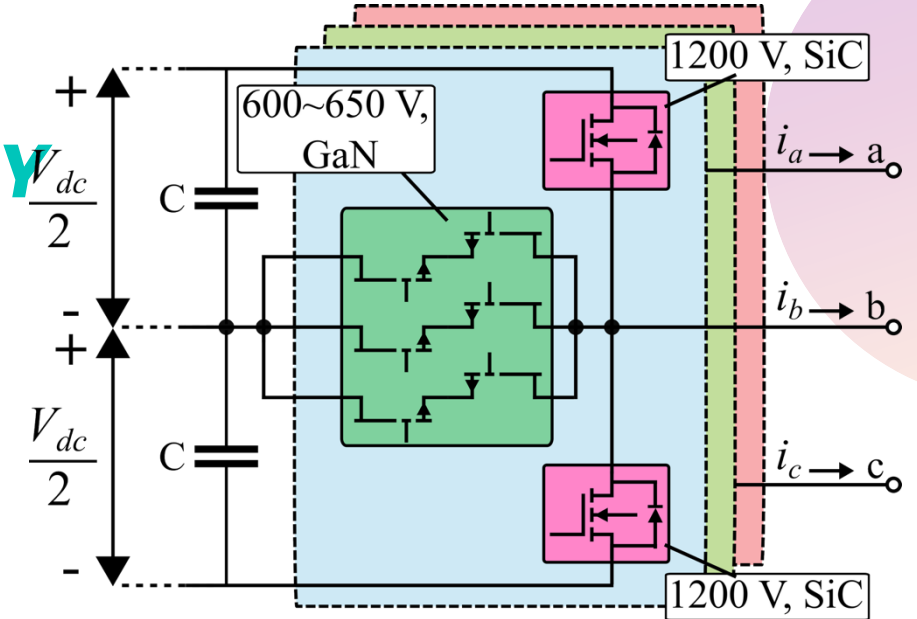 1200 V, SiC
600~650 V,
GaN
+
V_dc/2
-
C
i_a a
Y
i_b b
+
V_dc/2
-
C
i_c c
1200 V, SiC